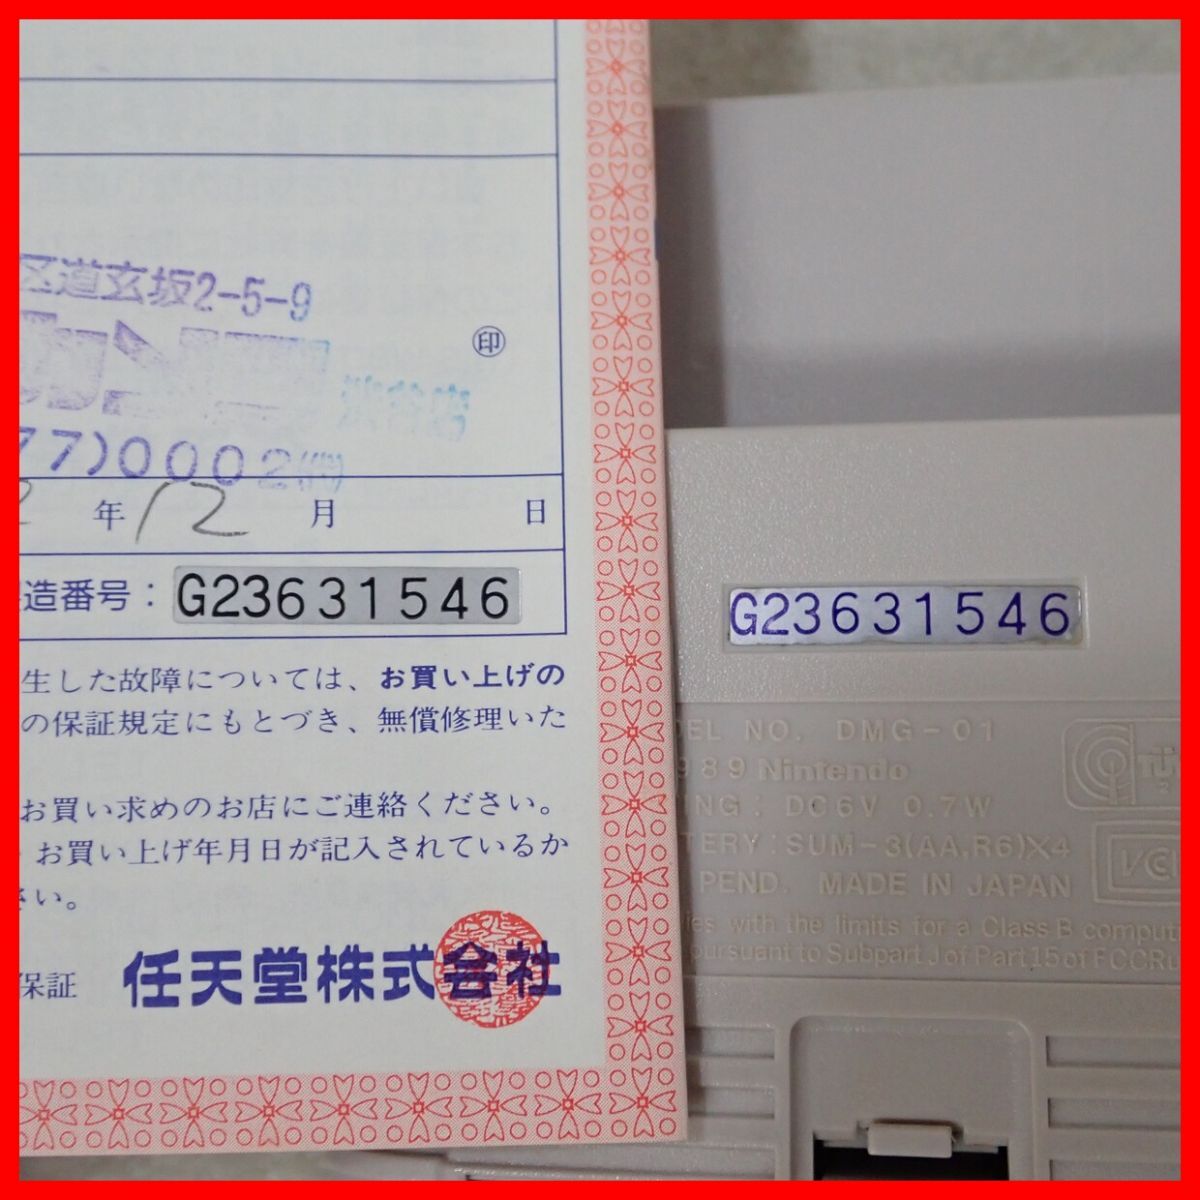 区道玄坂2-5-9
印
77)0002㈹
年 12 月 日
造番号：G23631546
生した故障については、お買い上げの
の保証規定にもとづき、無償修理いた
お買い求めのお店にご連絡ください。
お買い上げ年月日が記入されているか
さい。
保証 任天堂株式会社
G23631546
DEL NO. DMG-01
989 Nintendo
ING. DC6V 0.7W
TERY SUM-3(AA,R6)X4
PEND. MADE IN JAPAN
ies with the limits for a Class B comput
oursuant to Subpart J of Part 15 of FCC Ru
VCCI